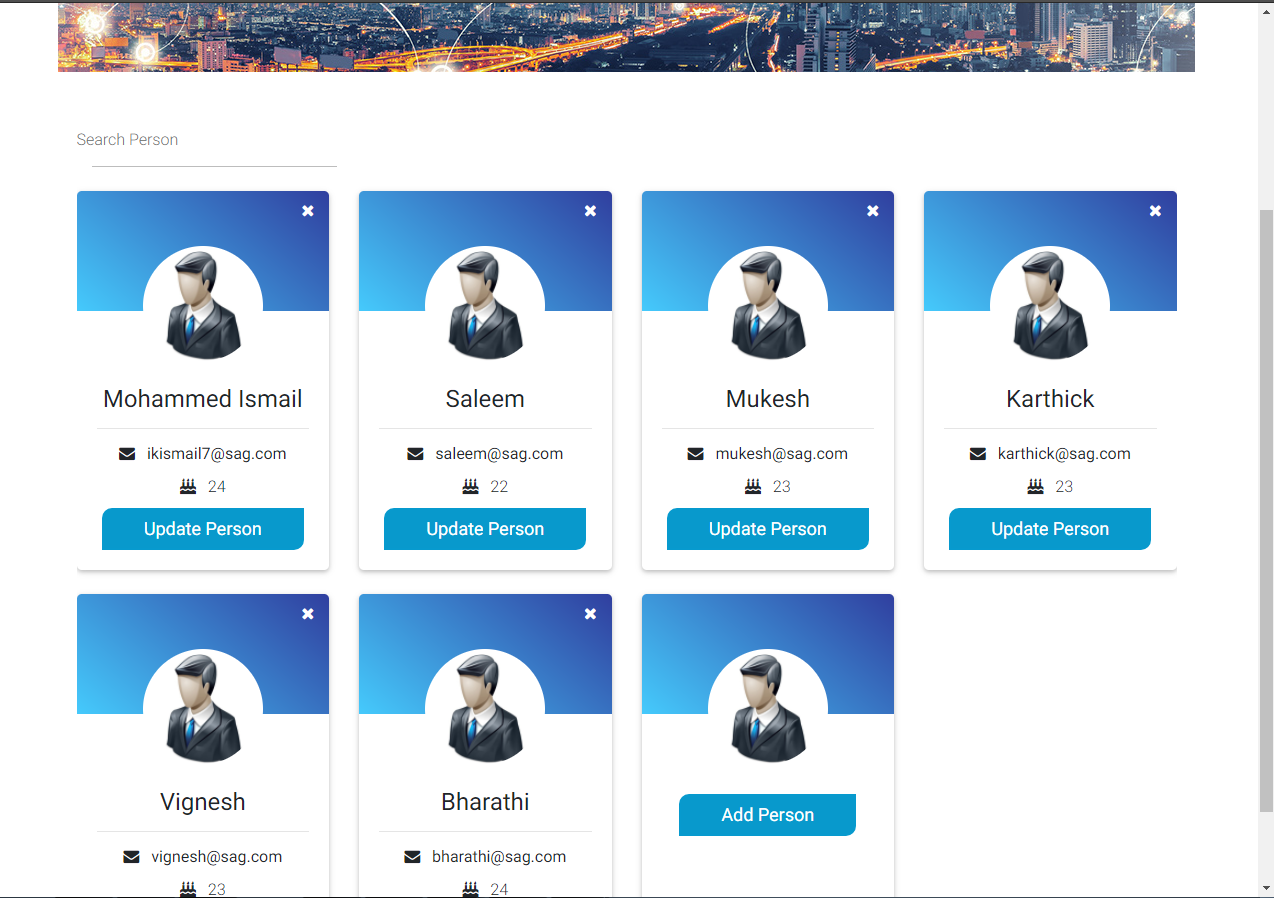 Search Person
Mohammed Ismail
ikismail7@sag.com
24
Update Person
Saleem
saleem@sag.com
22
Update Person
Mukesh
mukesh@sag.com
23
Update Person
Karthick
karthick@sag.com
23
Update Person
Vignesh
vignesh@sag.com
23
Bharathi
bharathi@sag.com
24
Add Person